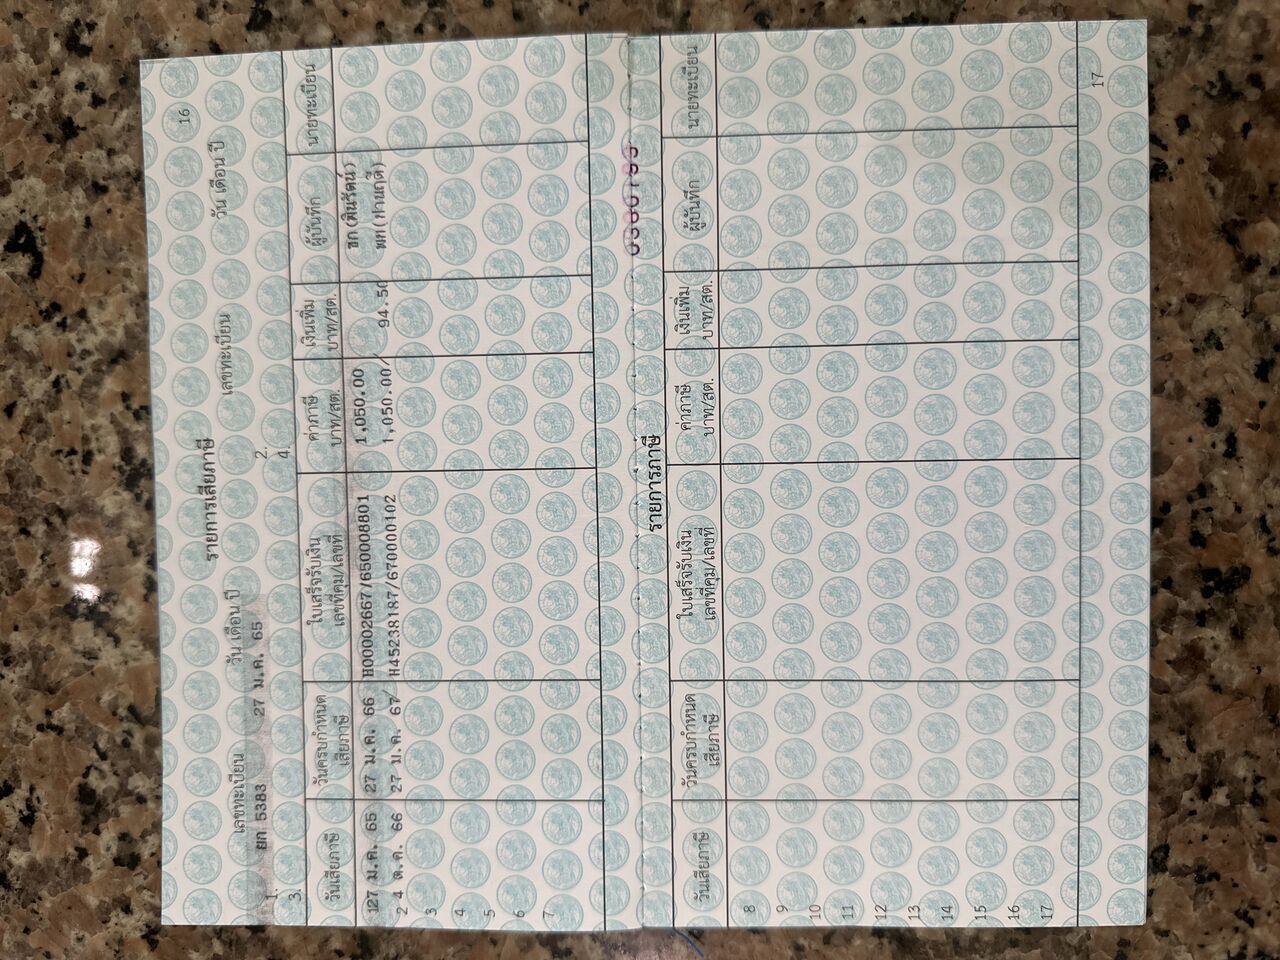 16
รายการเสียภาษี
เลขทะเบียน วัน เดือน ปี เลขทะเบียน วัน เดือน ปี
1. ยก 5383 27 ม.ค. 65 2.
3. 4.
วันเสียภาษี วันครบกำหนด ใบเสร็จรับเงิน ค่าภาษี เงินเพิ่ม ผู้บันทึก นายทะเบียน
เสียภาษี เลขที่คุม/เลขที่ บาท/สต. บาท/สต.
127 ม.ค. 65 27 ม.ค. 66 H00002667/650008801 1,050.00 ชก(พินรัตน์)
2 4 ต.ค. 66 27 ม.ค. 67/ H45238187/670000102 1,050.00/ 94.50
3
4
5
6
7
รายการภาษี
วันเสียภาษี วันครบกำหนด ใบเสร็จรับเงิน ค่าภาษี เงินเพิ่ม ผู้บันทึก นายทะเบียน
เสียภาษี เลขที่คุม/เลขที่ บาท/สต. บาท/สต.
8
9
10
11
12
13
14
15
16
17
17